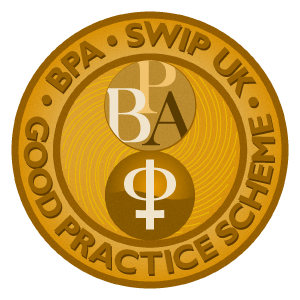 • BPA • SWIP UK •
GOOD PRACTICE SCHEME
BPA